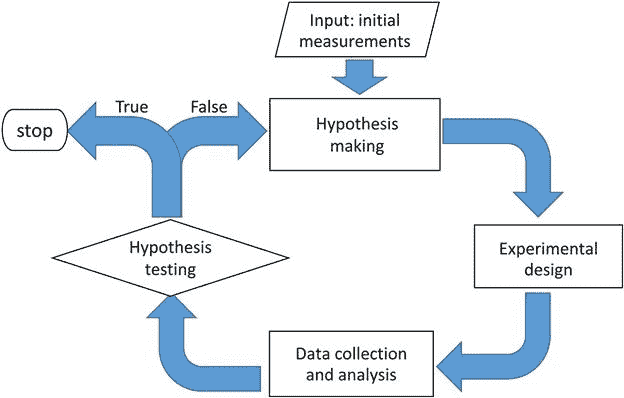 Input: initial
measurements
True
False
stop
Hypothesis
making
Hypothesis
testing
Experimental
design
Data collection
and analysis